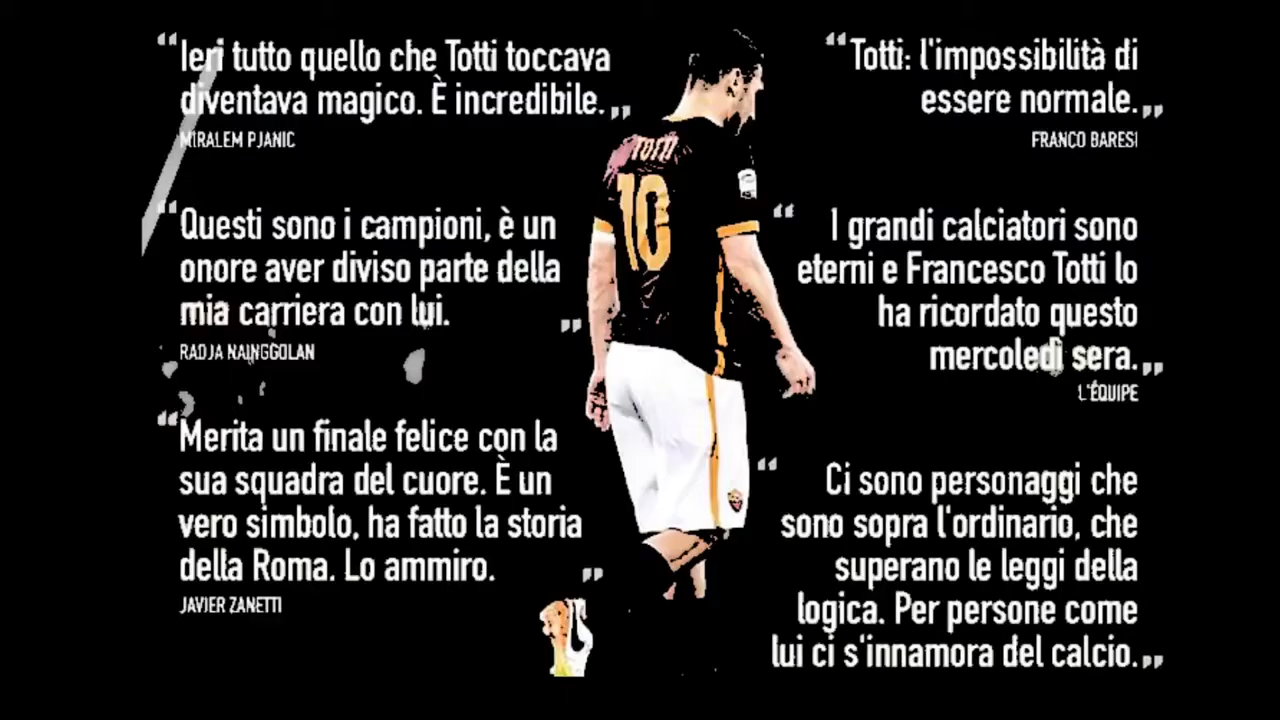 “Ieri tutto quello che Totti toccava
diventava magico. È incredibile.„
MIRALEM PJANIC
“Questi sono i campioni, è un
onore aver diviso parte della
mia carriera con lui.„
RADJA NAINGGOLAN
“Merita un finale felice con la
sua squadra del cuore. È un
vero simbolo, ha fatto la storia
della Roma. Lo ammiro.„
JAVIER ZANETTI
TOTTI
10
“Totti: l'impossibilità di
essere normale.„
FRANCO BARESI
“I grandi calciatori sono
eterni e Francesco Totti lo
ha ricordato questo
mercoledì sera.„
L'ÉQUIPE
“Ci sono personaggi che
sono sopra l'ordinario, che
superano le leggi della
logica. Per persone come
lui ci s'innamora del calcio.„